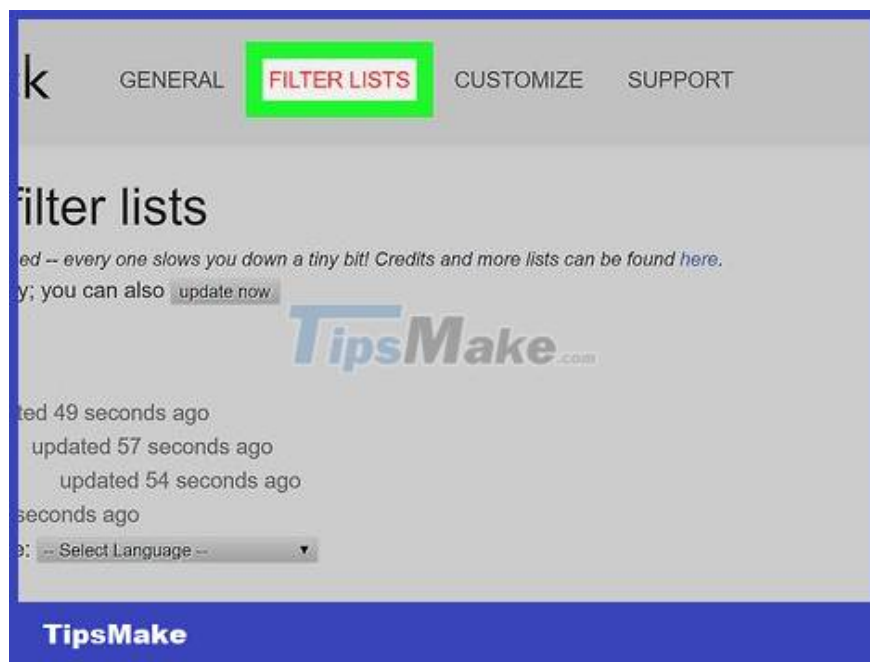 k GENERAL FILTER LISTS CUSTOMIZE SUPPORT
filter lists
ed -- every one slows you down a tiny bit! Credits and more lists can be found here.
y; you can also update now
TipsMake.com
ted 49 seconds ago
updated 57 seconds ago
updated 54 seconds ago
seconds ago
e: -- Select Language --
TipsMake